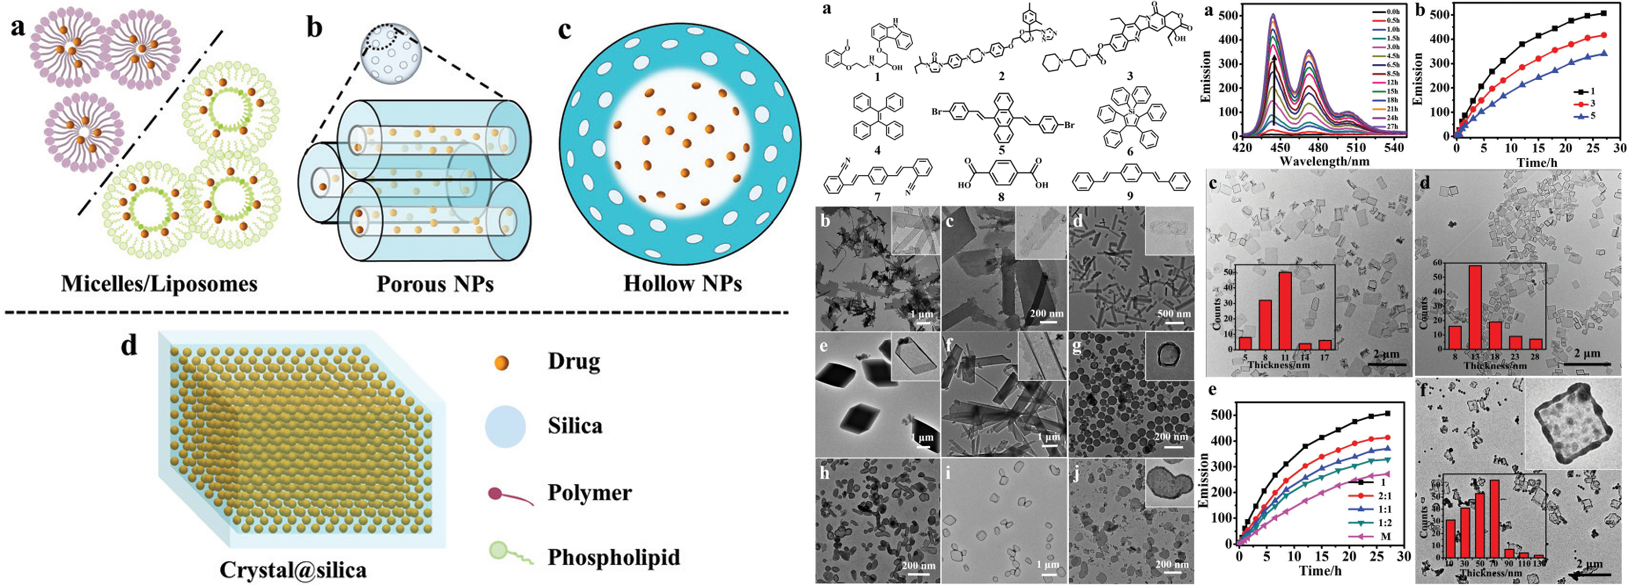 a
b
c
Micelles/Liposomes
Porous NPs
Hollow NPs
d
Drug
Silica
Polymer
Phospholipid
Crystal@silica
a
1
2
3
Br
Br
4
5
6
CN
CN
HO
O
O
OH
7
8
9
b
1 μm
c
200 nm
d
500 nm
e
1 μm
f
1 μm
g
200 nm
h
200 nm
i
1 μm
j
200 nm
a
Emission
500
400
300
200
100
0
420 450 480 510 540
Wavelength/nm
0.0h
0.5h
1.0h
1.5h
3.0h
4.5h
6.5h
8.5h
12h
15h
18h
21h
24h
27h
b
Emission
500
400
300
200
100
0
0 5 10 15 20 25 30
Time/h
1
3
5
c
Counts
50
40
30
20
10
0
5 8 11 14 17
Thickness/nm
2 μm
d
Counts
60
50
40
30
20
10
0
8 13 18 23 28
Thickness/nm
2 μm
e
Emission
500
400
300
200
100
0
0 5 10 15 20 25 30
Time/h
1
2:1
1:1
1:2
M
f
Counts
60
50
40
30
20
10
0
10 30 50 70 90 110 130
Thickness/nm
2 μm